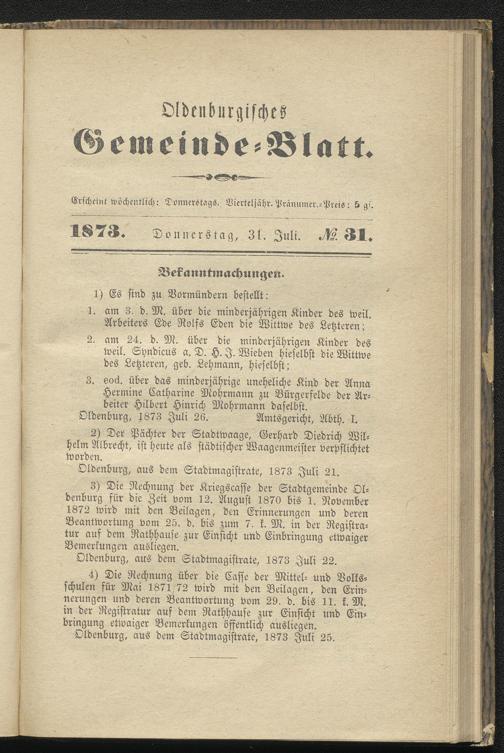 Oldenburgisches
Gemeinde-Blatt.
Erscheint wöchentlich: Donnerstags. Vierteljähr. Pränumer.-Preis: 5 gf.
1873. Donnerstag, 31. Juli. № 31.
Bekanntmachungen.
1) Es sind zu Vormündern bestellt:
1. am 3. d. M. über die minderjährigen Kinder des weil.
Arbeiters Ede Rolfs Eden die Wittwe des Letzteren;
2. am 24. d. M. über die minderjährigen Kinder des
weil. Syndicus a. D. H. J. Wieben hieselbst die Wittwe
des Letzteren, geb. Lehmann, hieselbst;
3. eod. über das minderjährige uneheliche Kind der Anna
Hermine Catharine Mohrmann zu Bürgerfelde der Ar-
beiter Hilbert Hinrich Mohrmann daselbst.
Oldenburg, 1873 Juli 26. Amtsgericht, Abth. I.
2) Der Pächter der Stadtwaage, Gerhard Diedrich Wil-
helm Albrecht, ist heute als städtischer Waagenmeister verpflichtet
worden.
Oldenburg, aus dem Stadtmagistrate, 1873 Juli 21.
3) Die Rechnung der Kriegscasse der Stadtgemeinde Ol-
denburg für die Zeit vom 12. August 1870 bis 1. November
1872 wird mit den Beilagen, den Erinnerungen und deren
Beantwortung vom 25. d. bis zum 7. k. M. in der Registra-
tur auf dem Rathhause zur Einsicht und Einbringung etwaiger
Bemerkungen ausliegen.
Oldenburg, aus dem Stadtmagistrate, 1873 Juli 22.
4) Die Rechnung über die Casse der Mittel- und Volks-
schulen für Mai 1871/72 wird mit den Beilagen, den Erin-
nerungen und deren Beantwortung vom 29. d. bis 11. k. M.
in der Registratur auf dem Rathhause zur Einsicht und Ein-
bringung etwaiger Bemerkungen öffentlich ausliegen.
Oldenburg, aus dem Stadtmagistrate, 1873 Juli 25.